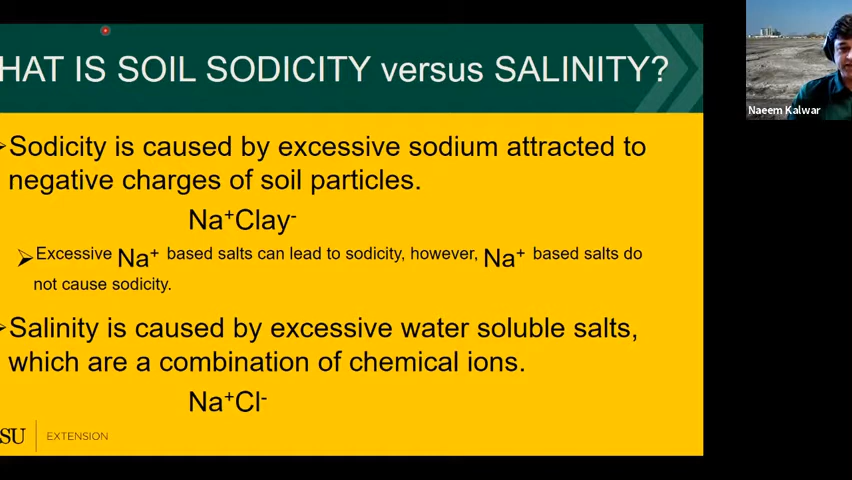 HAT IS SOIL SODICITY versus SALINITY?
Naeem Kalwar
Sodicity is caused by excessive sodium attracted to
negative charges of soil particles.
Na⁺Clay⁻
Excessive Na⁺ based salts can lead to sodicity, however, Na⁺ based salts do
not cause sodicity.
Salinity is caused by excessive water soluble salts,
which are a combination of chemical ions.
Na⁺Cl⁻
SU EXTENSION